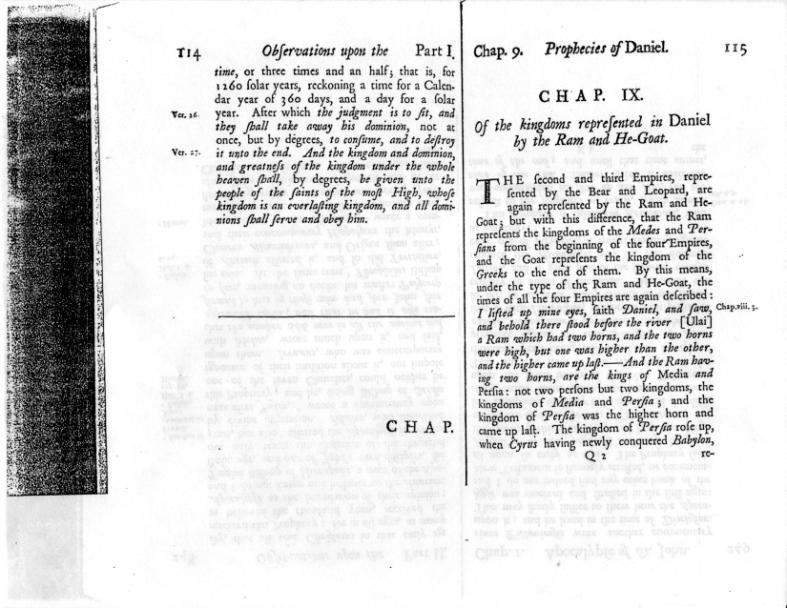 114 Obſervations upon the Part I.
time, or three times and an half; that is, for
1260 ſolar years, reckoning a time for a Calen-
dar year of 360 days, and a day for a ſolar
Ver. 26. year. After which the judgment is to ſit, and
they ſhall take away his dominion, not at
once, but by degrees, to conſume, and to deſtroy
Ver. 27. it unto the end. And the kingdom and dominion,
and greatneſs of the kingdom under the whole
heaven ſhall, by degrees, be given unto the
people of the ſaints of the moſt High, whoſe
kingdom is an everlaſting kingdom, and all domi-
nions ſhall ſerve and obey him.
CHAP.
Chap. 9. Prophecies of Daniel. 115
CHAP. IX.
Of the kingdoms repreſented in Daniel
by the Ram and He-Goat.
THE ſecond and third Empires, repre-
ſented by the Bear and Leopard, are
again repreſented by the Ram and He-
Goat; but with this difference, that the Ram
repreſents the kingdoms of the Medes and Per-
ſians from the beginning of the four Empires,
and the Goat repreſents the kingdom of the
Greeks to the end of them. By this means,
under the type of the Ram and He-Goat, the
times of all the four Empires are again deſcribed:
I lifted up mine eyes, ſaith Daniel, and ſaw, Chap. viii. 3.
and behold there ſtood before the river [Ulai]
a Ram which had two horns, and the two horns
were high, but one was higher than the other,
and the higher came up laſt.—And the Ram hav-
ing two horns, are the kings of Media and
Perſia: not two perſons but two kingdoms, the
kingdoms of Media and Perſia; and the
kingdom of Perſia was the higher horn and
came up laſt. The kingdom of Perſia roſe up,
when Cyrus having newly conquered Babylon,
Q 2 re-